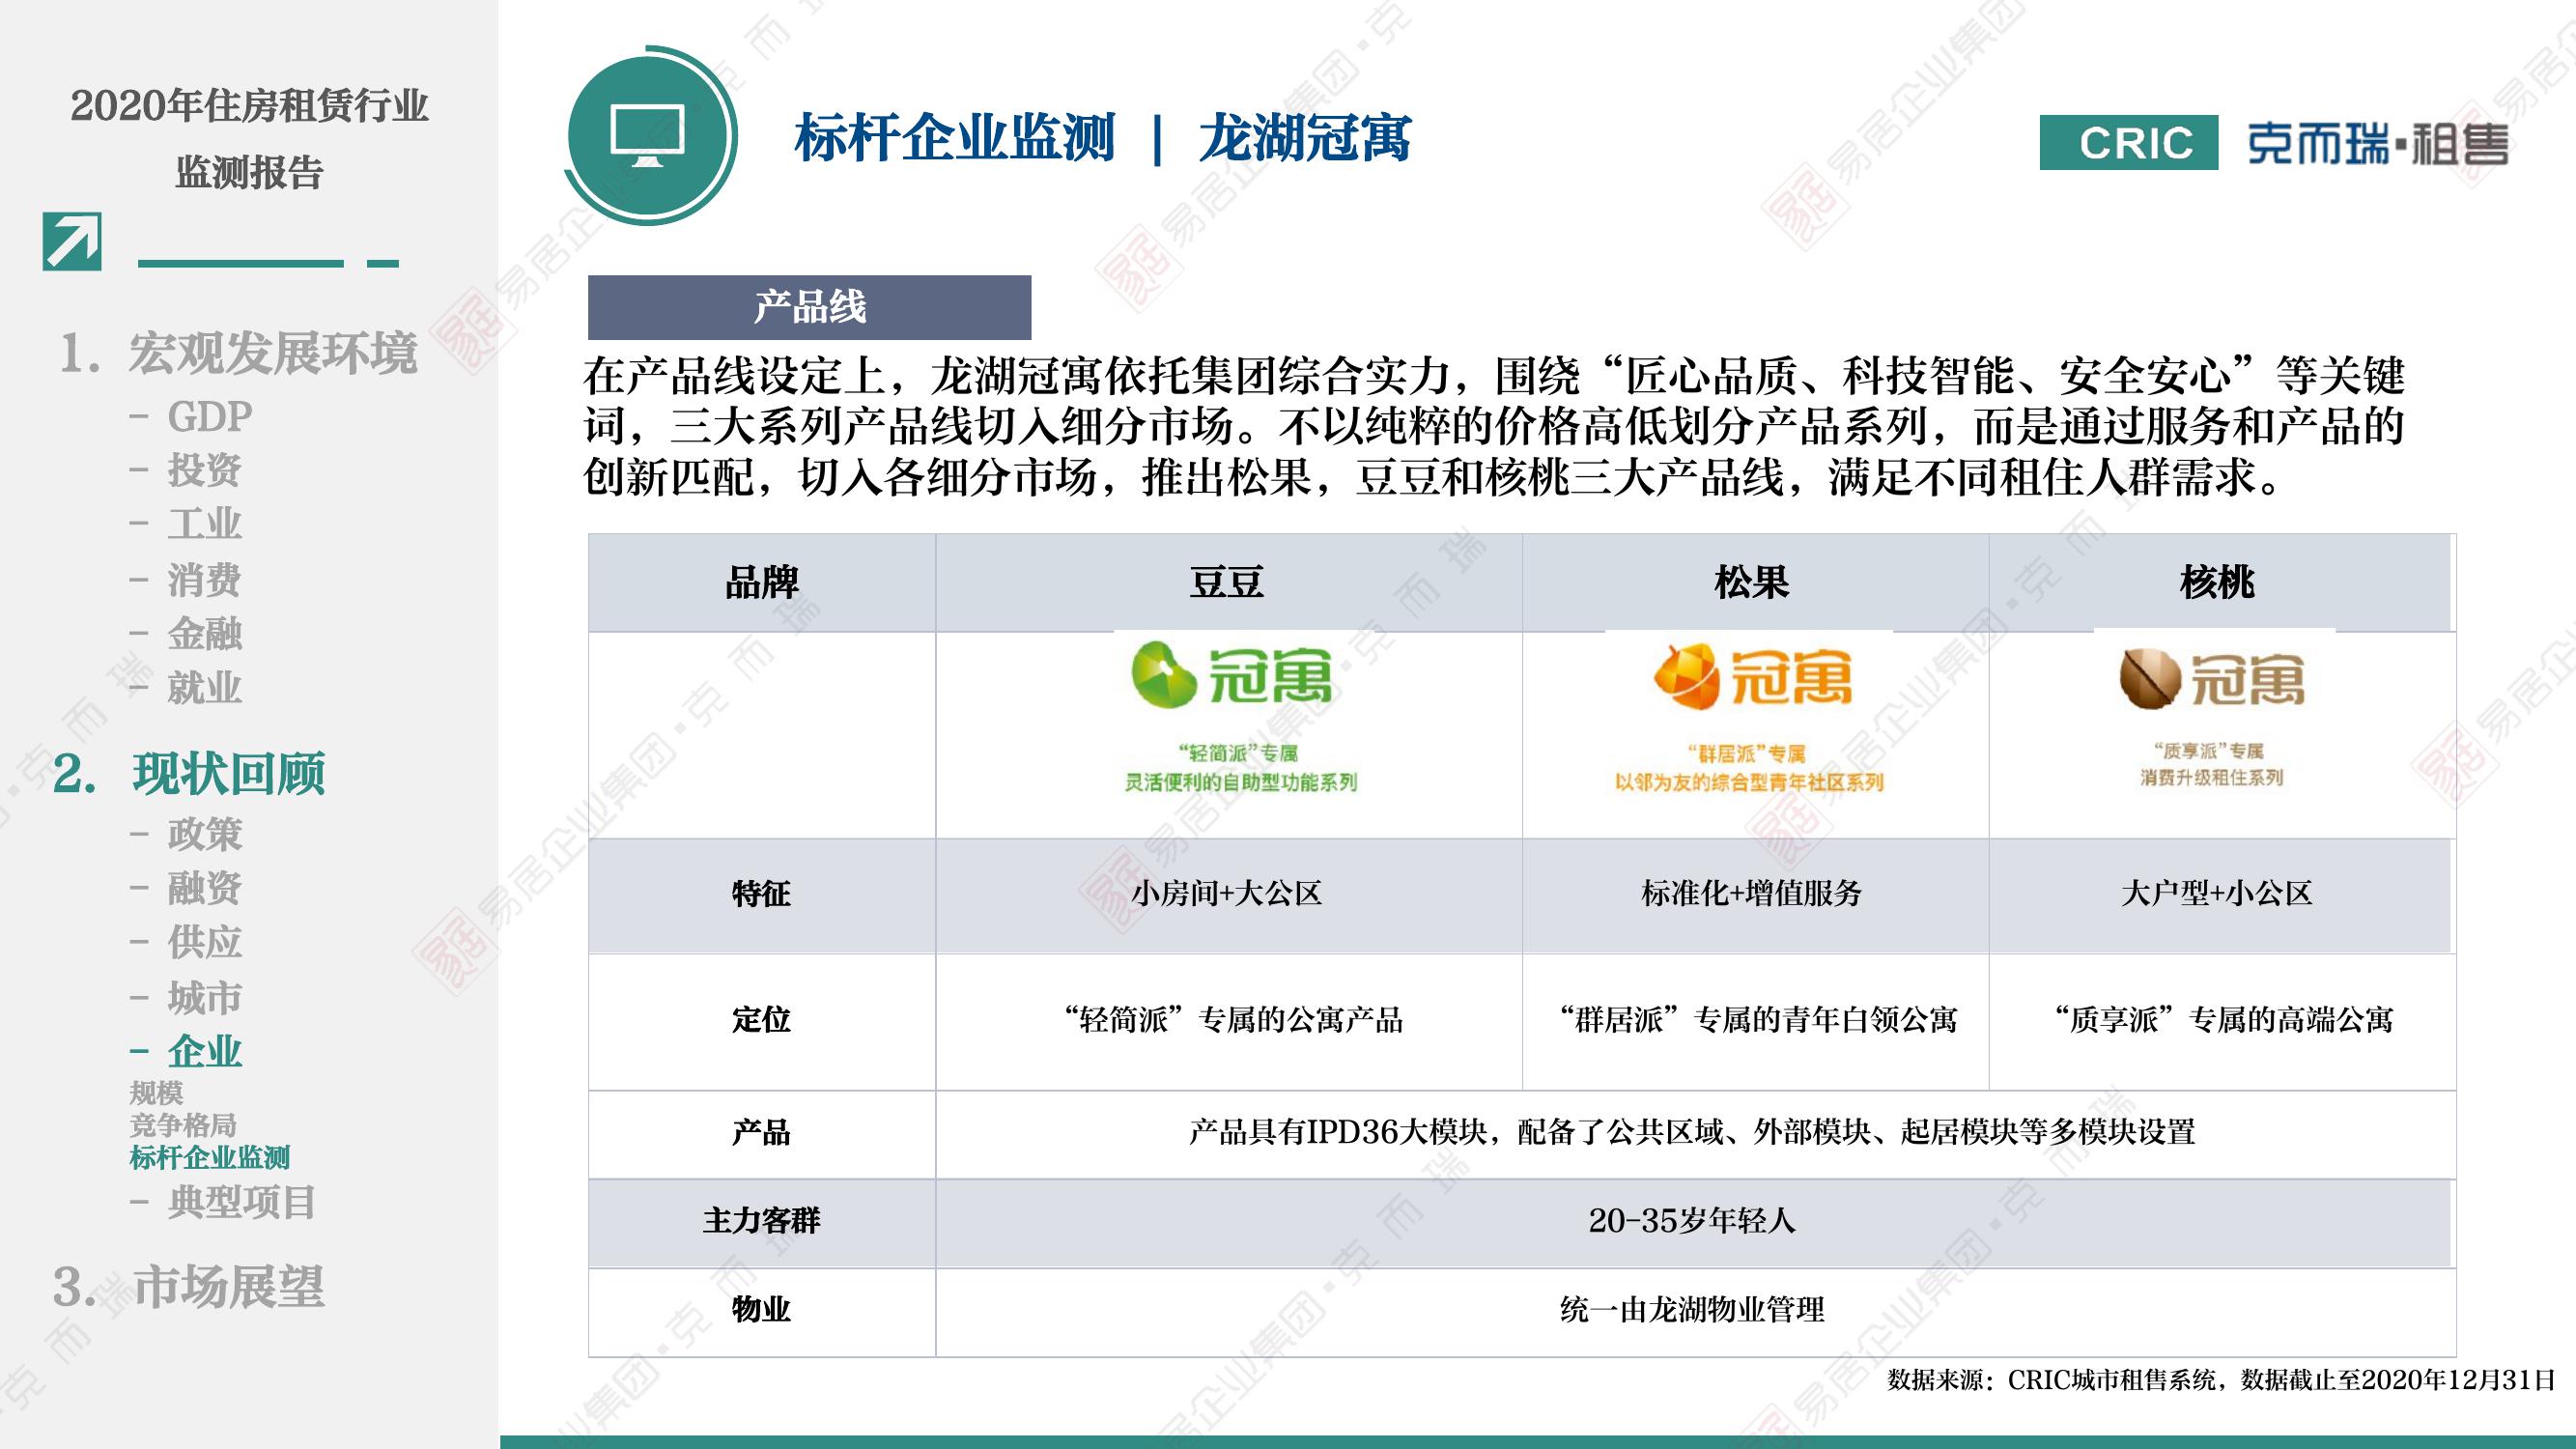 2020年住房租赁行业
监测报告
1. 宏观发展环境
– GDP
– 投资
– 工业
– 消费
– 金融
– 就业
2. 现状回顾
– 政策
– 融资
– 供应
– 城市
– 企业
规模
竞争格局
标杆企业监测
– 典型项目
3. 市场展望
标杆企业监测 | 龙湖冠寓
CRIC 克而瑞·租售
产品线
在产品线设定上，龙湖冠寓依托集团综合实力，围绕“匠心品质、科技智能、安全安心”等关键
词，三大系列产品线切入细分市场。不以纯粹的价格高低划分产品系列，而是通过服务和产品的
创新匹配，切入各细分市场，推出松果，豆豆和核桃三大产品线，满足不同租住人群需求。
品牌 豆豆 松果 核桃
冠寓 冠寓 冠寓
“轻简派”专属 “群居派”专属 “质享派”专属
灵活便利的自助型功能系列 以邻为友的综合型青年社区系列 消费升级租住系列
特征 小房间+大公区 标准化+增值服务 大户型+小公区
定位 “轻简派”专属的公寓产品 “群居派”专属的青年白领公寓 “质享派”专属的高端公寓
产品 产品具有IPD36大模块，配备了公共区域、外部模块、起居模块等多模块设置
主力客群 20-35岁年轻人
物业 统一由龙湖物业管理
数据来源：CRIC城市租售系统，数据截止至2020年12月31日
易居企业集团·克而瑞